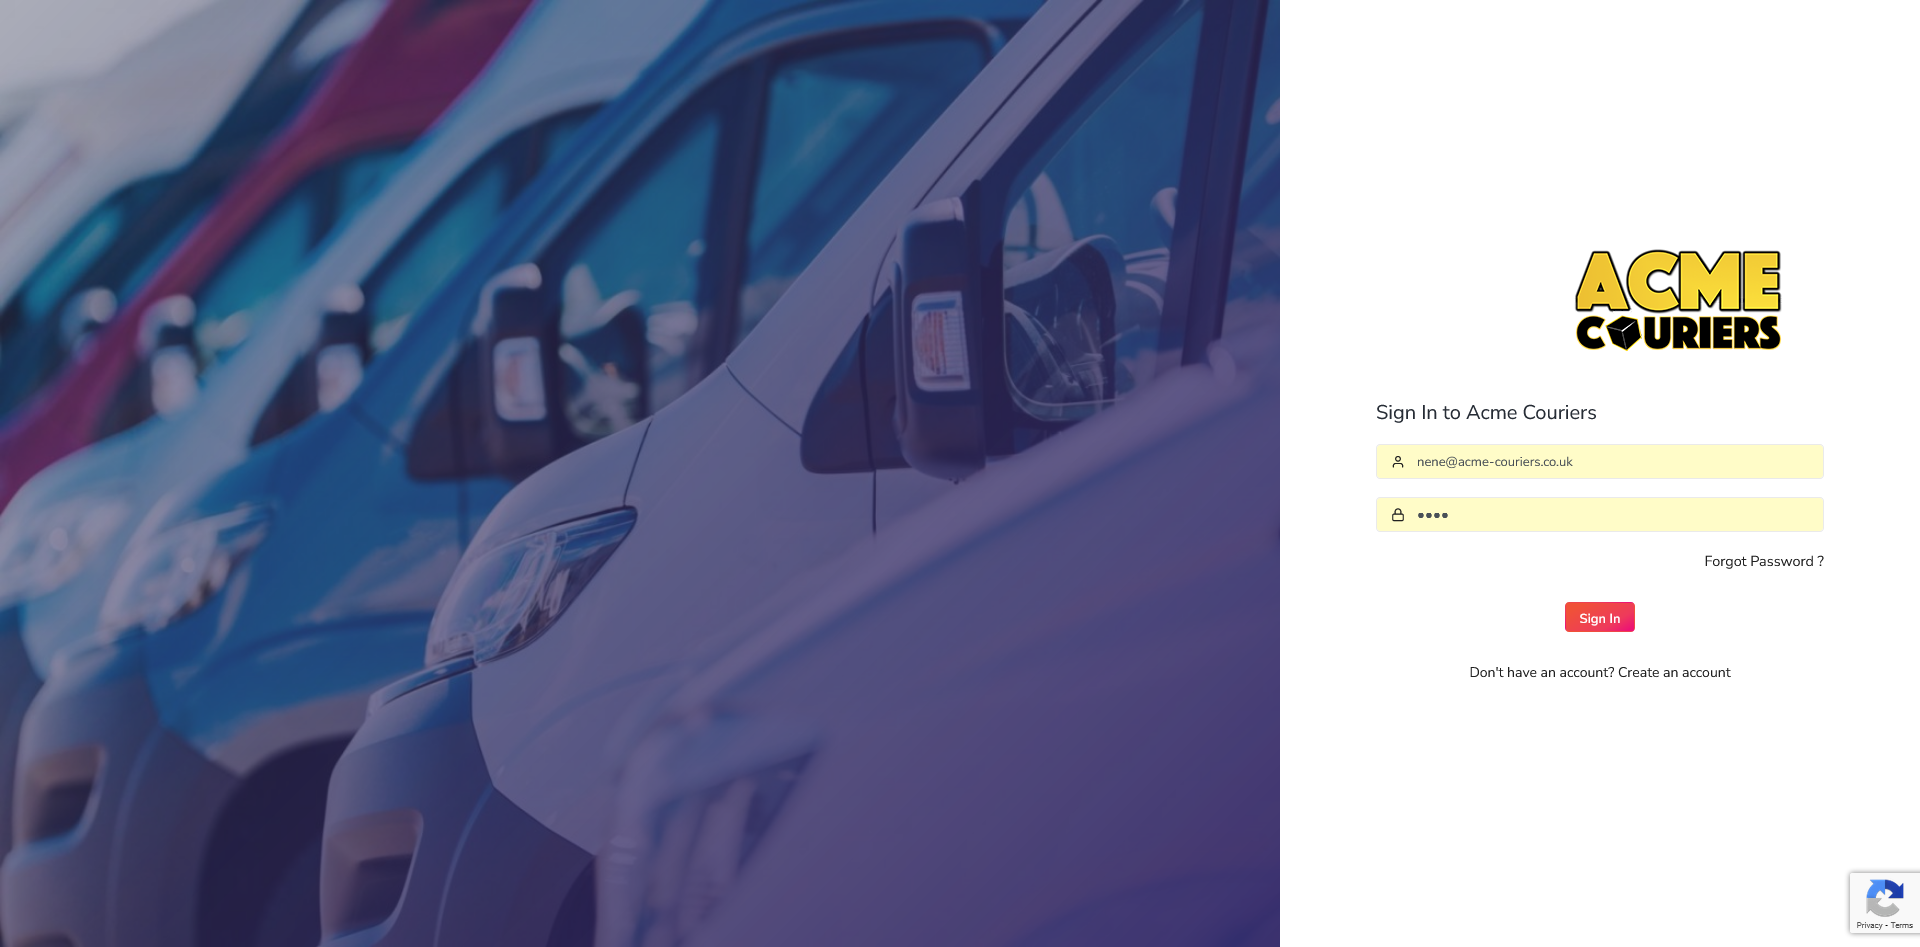 ACME
COURIERS
Sign In to Acme Couriers
nene@acme-couriers.co.uk
••••
Forgot Password ?
Sign In
Don't have an account? Create an account
Privacy - Terms